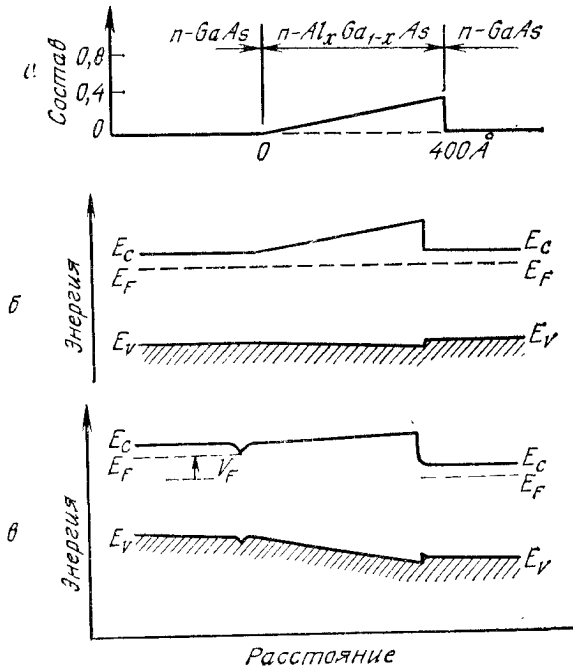 n-GaAs n-AlxGa1-xAs n-GaAs
а
Состав
0,8
0,4
0
0 400Å
б
Энергия
EC EC
EF EF
EV EV
в
Энергия
EC
EF VF
EC
EF
EV EV
Расстояние